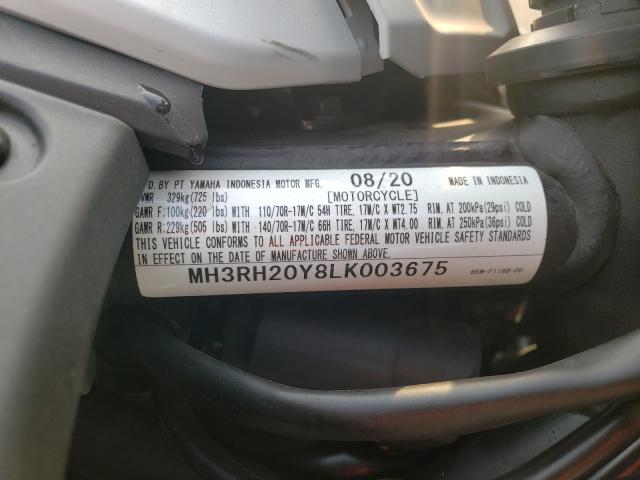 MFD. BY PT YAMAHA INDONESIA MOTOR MFG. 08/20 MADE IN INDONESIA
GVWR 329kg(725 lbs) [MOTORCYCLE]
GAWR F:100kg(220 lbs) WITH 110/70R-17M/C 54H TIRE, 17M/C X MT2.75 RIM, AT 200kPa(29psi) COLD
GAWR R:229kg(505 lbs) WITH 140/70R-17M/C 66H TIRE, 17M/C X MT4.00 RIM, AT 250kPa(36psi) COLD
THIS VEHICLE CONFORMS TO ALL APPLICABLE FEDERAL MOTOR VEHICLE SAFETY STANDARDS
IN EFFECT ON THE DATE OF MANUFACTURE SHOWN ABOVE.
MH3RH20Y8LK003675 B5W-F118B-00